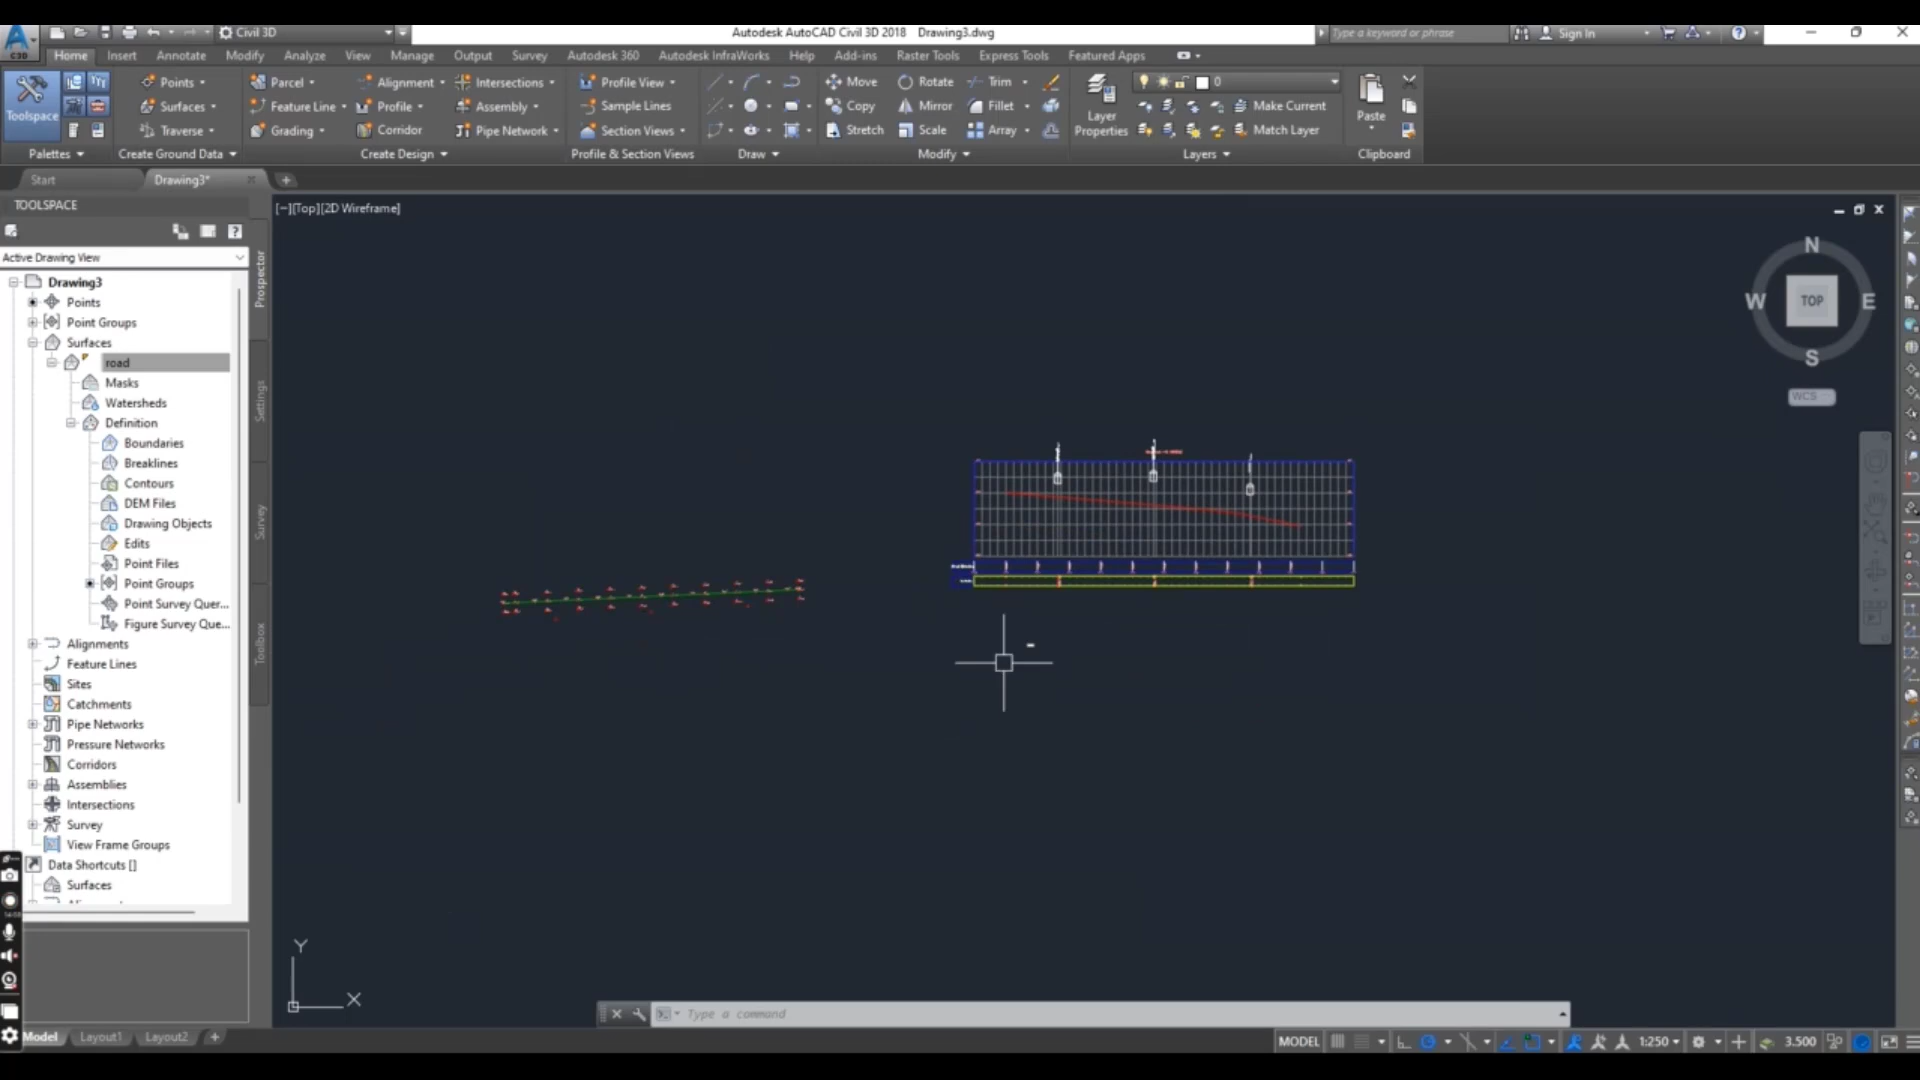 Civil 3D
Autodesk AutoCAD Civil 3D 2018 Drawing3.dwg
Type a keyword or phrase
Sign In
C3D
Home Insert Annotate Modify Analyze View Manage Output Survey Autodesk 360 Autodesk InfraWorks Help Add-ins Raster Tools Express Tools Featured Apps
Toolspace
Points
Surfaces
Traverse
Parcel
Feature Line
Grading
Alignment
Profile
Corridor
Intersections
Assembly
Pipe Network
Profile View
Sample Lines
Section Views
Move
Copy
Stretch
Rotate
Mirror
Scale
Trim
Fillet
Array
Layer
Properties
0
Make Current
Match Layer
Paste
Palettes
Create Ground Data
Create Design
Profile & Section Views
Draw
Modify
Layers
Clipboard
Start
Drawing3*
TOOLSPACE
[−][Top][2D Wireframe]
Active Drawing View
Drawing3
Points
Point Groups
Surfaces
road
Masks
Watersheds
Definition
Boundaries
Breaklines
Contours
DEM Files
Drawing Objects
Edits
Point Files
Point Groups
Point Survey Quer...
Figure Survey Que...
Alignments
Feature Lines
Sites
Catchments
Pipe Networks
Pressure Networks
Corridors
Assemblies
Intersections
Survey
View Frame Groups
Data Shortcuts []
Surfaces
Prospector
Settings
Survey
Toolbox
N
W
TOP
E
S
WCS
Y
X
Type a command
Model
Layout1
Layout2
MODEL
1:250
3.500